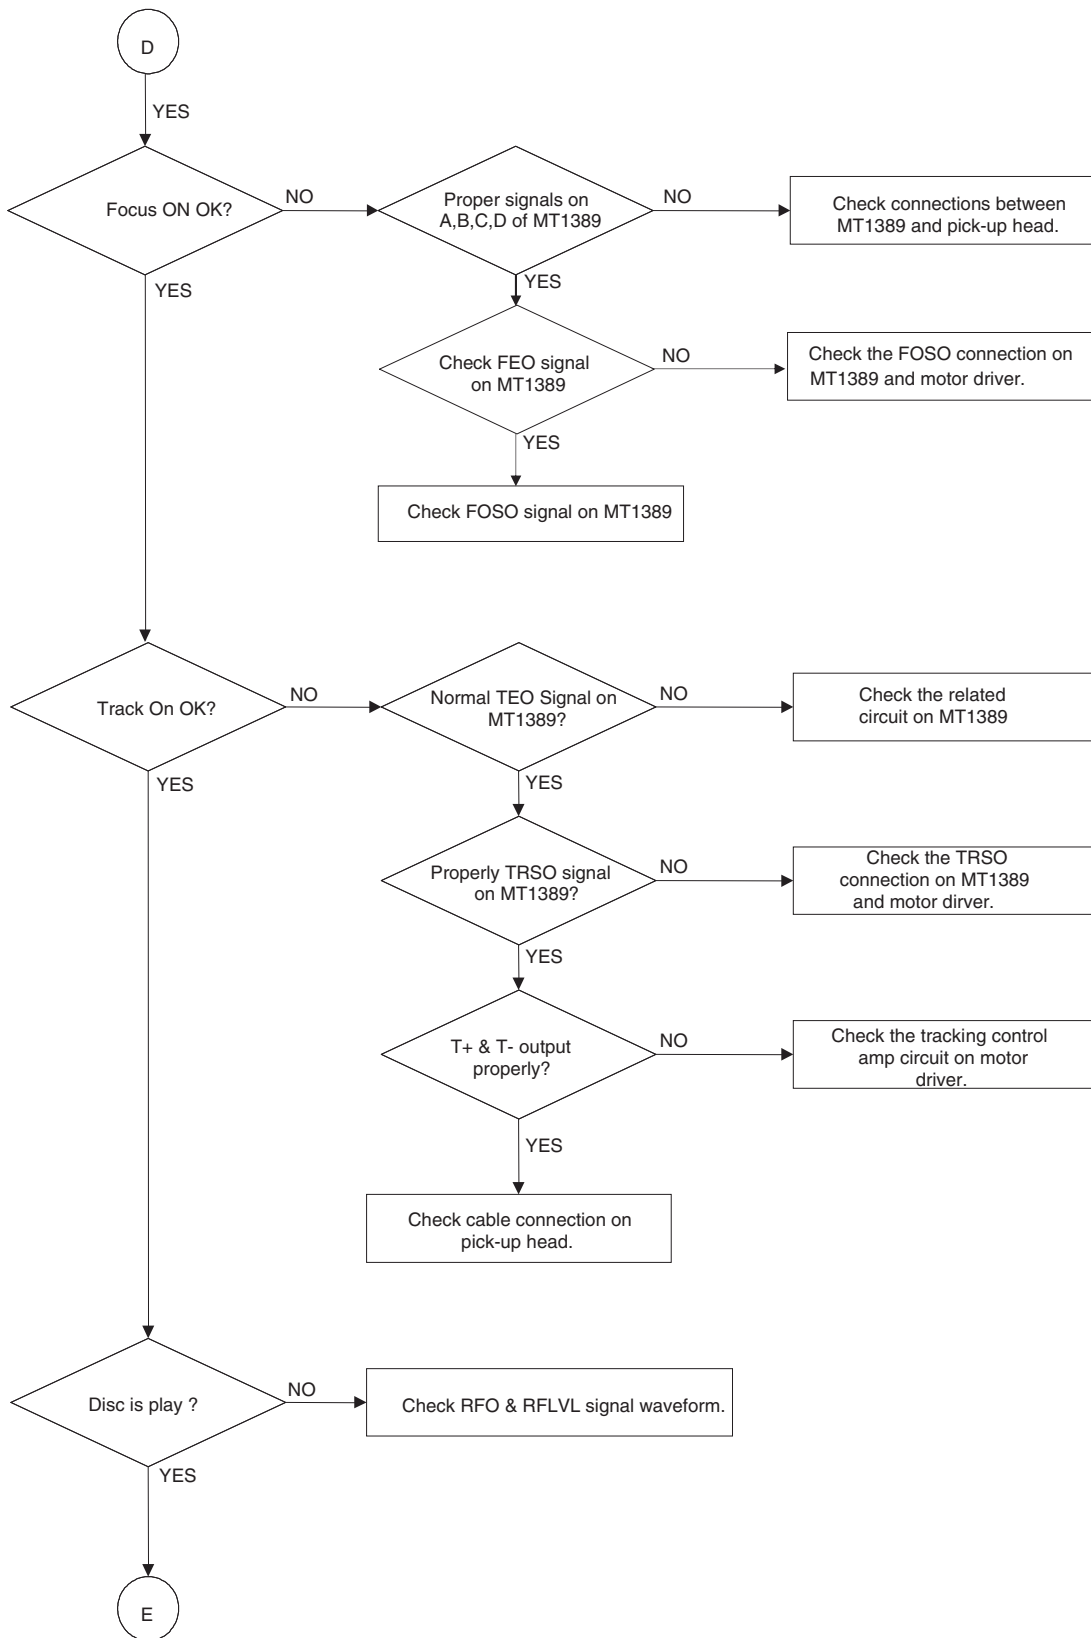 D
YES
Focus ON OK?
NO
Proper signals on
A,B,C,D of MT1389
NO
Check connections between
MT1389 and pick-up head.
YES
YES
Check FEO signal
on MT1389
NO
Check the FOSO connection on
MT1389 and motor driver.
YES
Check FOSO signal on MT1389
Track On OK?
NO
Normal TEO Signal on
MT1389?
NO
Check the related
circuit on MT1389
YES
YES
Properly TRSO signal
on MT1389?
NO
Check the TRSO
connection on MT1389
and motor dirver.
YES
T+ & T- output
properly?
NO
Check the tracking control
amp circuit on motor
driver.
YES
Check cable connection on
pick-up head.
Disc is play ?
NO
Check RFO & RFLVL signal waveform.
YES
E